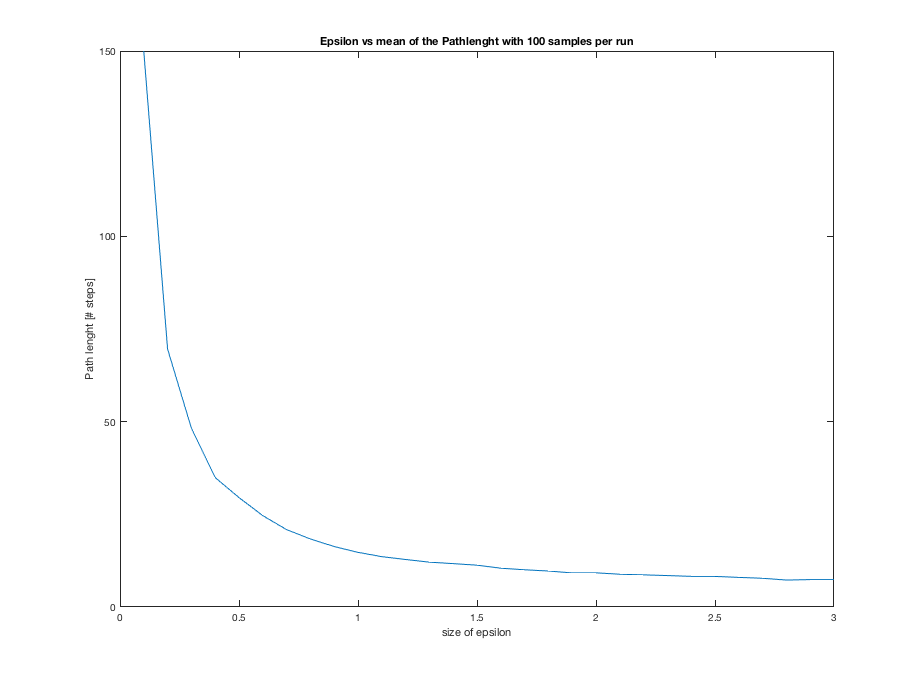 Epsilon vs mean of the Pathlenght with 100 samples per run
150
100
50
0
Path lenght [# steps]
0 0.5 1 1.5 2 2.5 3
size of epsilon